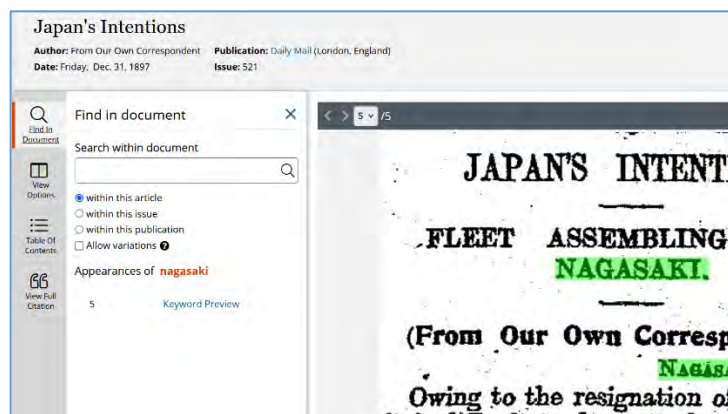 Japan's Intentions
Author: From Our Own Correspondent Publication: Daily Mail (London, England)
Date: Friday, Dec. 31, 1897 Issue: 521
Find In
Document
View
Options
Table Of
Contents
View Full
Citation
Find in document
Search within document
within this article
within this issue
within this publication
Allow variations
Appearances of nagasaki
5 Keyword Preview
5 /5
JAPAN'S INTENT
FLEET ASSEMBLING
NAGASAKI.
(From Our Own Corresp
NAGAS
Owing to the resignation